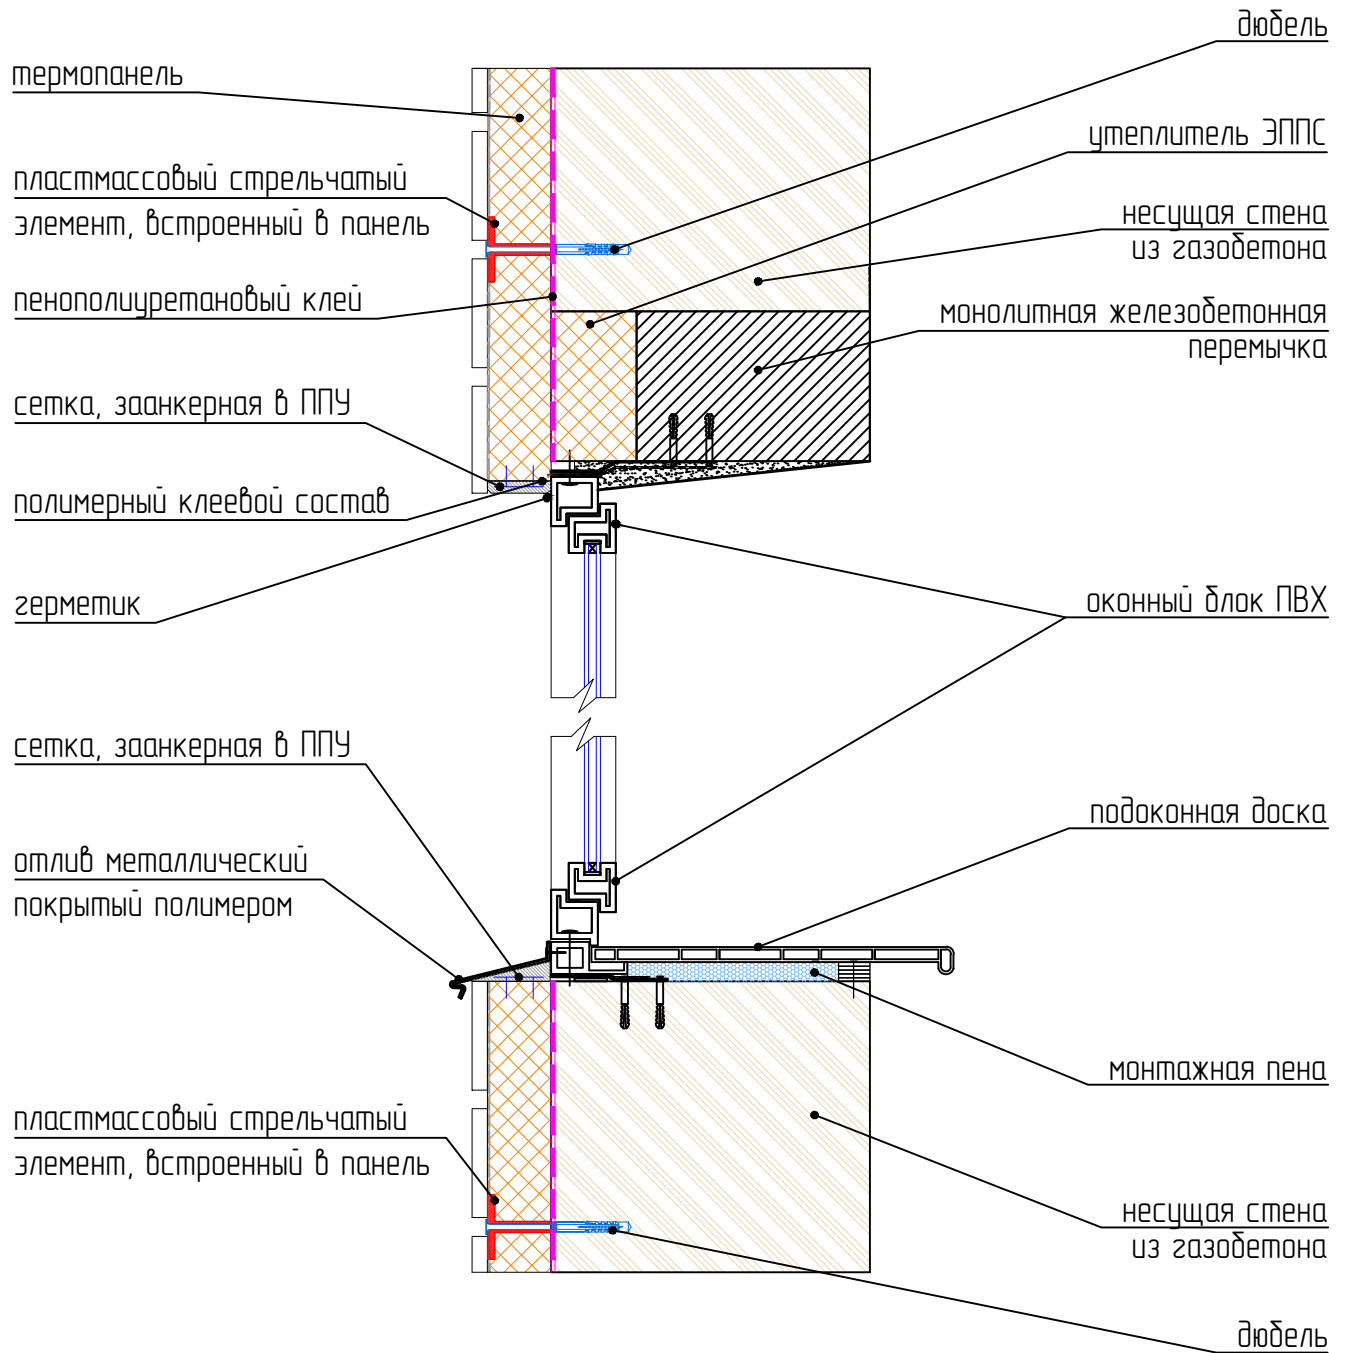 дюбель
термопанель
утеплитель ЭППС
пластмассовый стрельчатый
элемент, встроенный в панель
несущая стена
из газобетона
пенополиуретановый клей
монолитная железобетонная
перемычка
сетка, заанкерная в ППУ
полимерный клеевой состав
герметик
оконный блок ПВХ
сетка, заанкерная в ППУ
подоконная доска
отлив металлический
покрытый полимером
монтажная пена
пластмассовый стрельчатый
элемент, встроенный в панель
несущая стена
из газобетона
дюбель